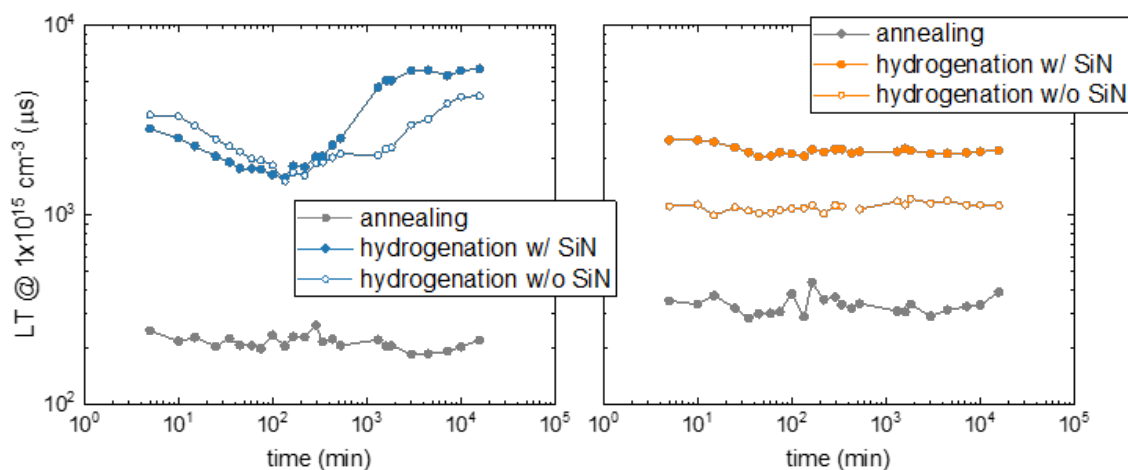 LT @ 1x10¹⁵ cm-³ (µs)
10⁴
10³
10²
10⁰ 10¹ 10² 10³ 10⁴ 10⁵
time (min)
annealing
hydrogenation w/ SiN
hydrogenation w/o SiN
annealing
hydrogenation w/ SiN
hydrogenation w/o SiN
10⁰ 10¹ 10² 10³ 10⁴ 10⁵
time (min)